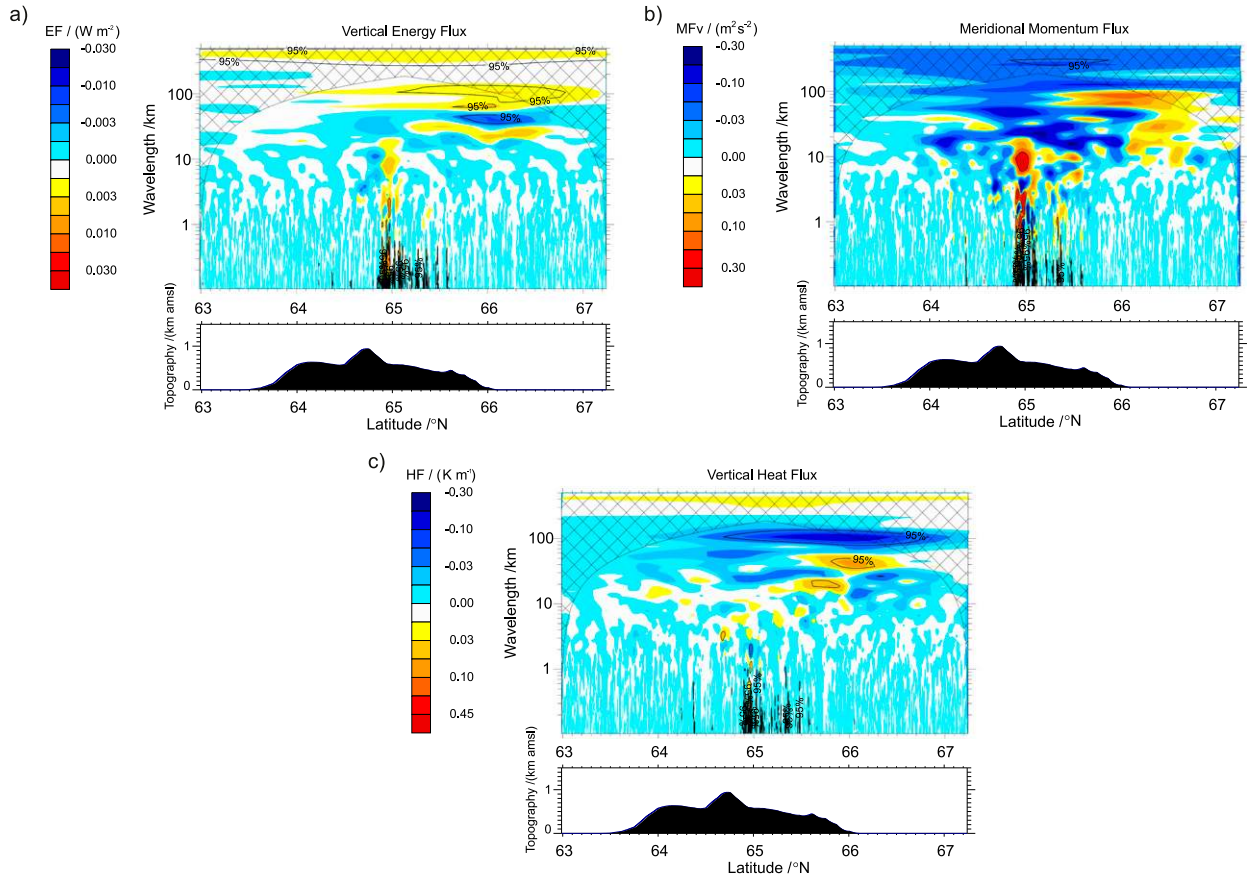 a)
EF / (W m⁻²)
Vertical Energy Flux
-0.030
-0.010
-0.003
0.000
0.003
0.010
0.030
Wavelength /km
100
10
1
95%
95%
95%
95%
95%
95%
63 64 65 66 67
Topography /(km amsl)
1
0
63 64 65 66 67
Latitude /°N
b)
MFv / (m²s⁻²)
Meridional Momentum Flux
-0.30
-0.10
-0.03
0.00
0.03
0.10
0.30
Wavelength /km
100
10
1
95%
63 64 65 66 67
Topography /(km amsl)
1
0
63 64 65 66 67
Latitude /°N
c)
HF / (K m⁻¹)
Vertical Heat Flux
-0.30
-0.10
-0.03
0.00
0.03
0.10
0.45
Wavelength /km
100
10
1
95%
95%
95%
63 64 65 66 67
Topography /(km amsl)
1
0
63 64 65 66 67
Latitude /°N